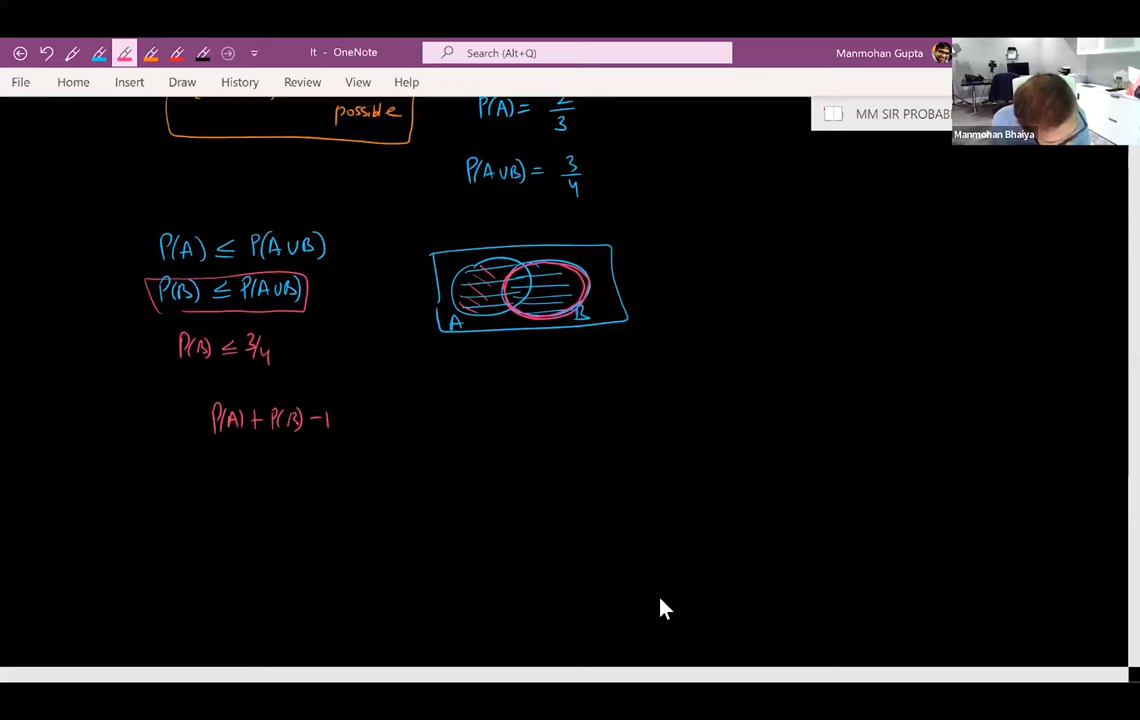 It - OneNote
Search (Alt+Q)
Manmohan Gupta
File Home Insert Draw History Review View Help
MM SIR PROBAB
Manmohan Bhaiya
possible
P(A) = 2/3
P(A∪B) = 3/4
P(A) ≤ P(A∪B)
P(B) ≤ P(A∪B)
A B
P(B) ≤ 3/4
P(A) + P(B) - 1